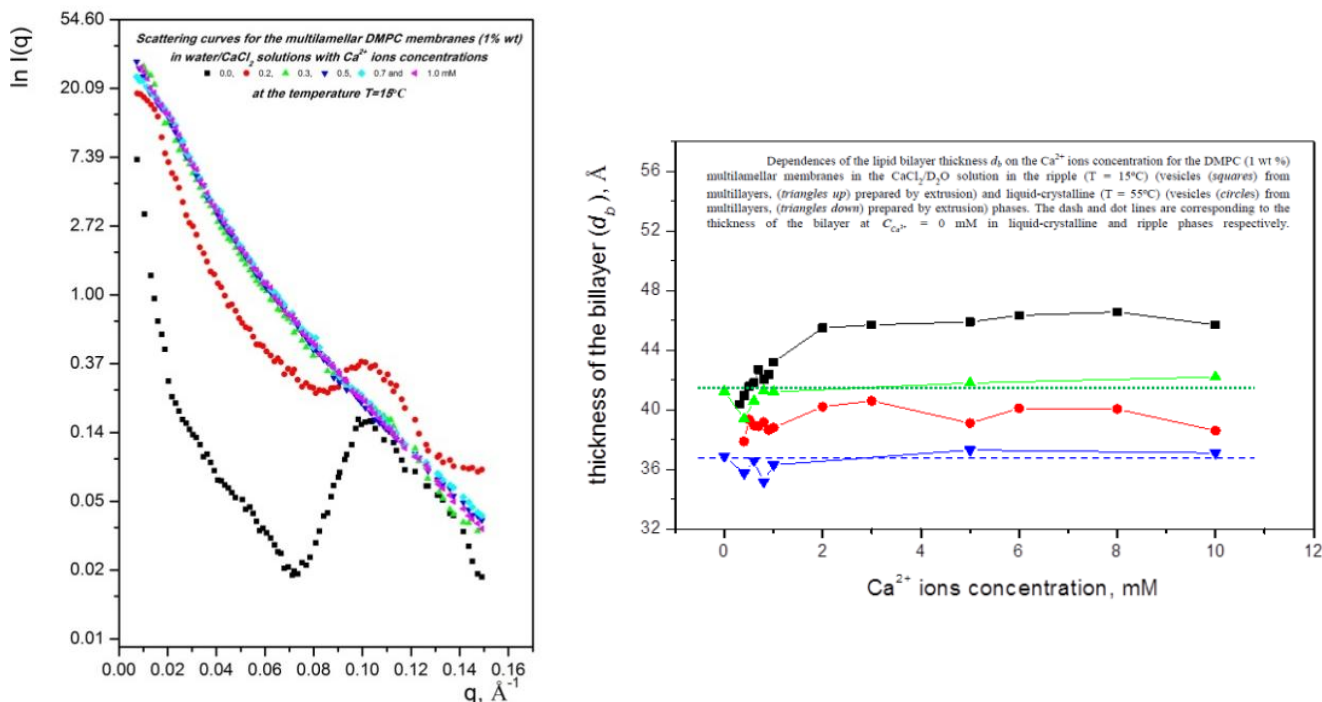 54.60
20.09
7.39
2.72
1.00
0.37
0.14
0.05
0.02
0.01
ln I(q)
Scattering curves for the multilamellar DMPC membranes (1% wt)
in water/CaCl₂ solutions with Ca²⁺ ions concentrations
0.0, 0.2, 0.3, 0.5, 0.7 and 1.0 mM
at the temperature T=15°C
0.00 0.02 0.04 0.06 0.08 0.10 0.12 0.14 0.16
q, Å⁻¹
56
52
48
44
40
36
32
thickness of the billayer (d_b), Å
Dependences of the lipid bilayer thickness d_b on the Ca²⁺ ions concentration for the DMPC (1 wt %)
multilamellar membranes in the CaCl₂/D₂O solution in the ripple (T = 15ºC) (vesicles (squares) from
multilayers, (triangles up) prepared by extrusion) and liquid-crystalline (T = 55ºC) (vesicles (circles) from
multilayers, (triangles down) prepared by extrusion) phases. The dash and dot lines are corresponding to the
thickness of the bilayer at C_Ca²⁺ = 0 mM in liquid-crystalline and ripple phases respectively.
0 2 4 6 8 10 12
Ca²⁺ ions concentration, mM